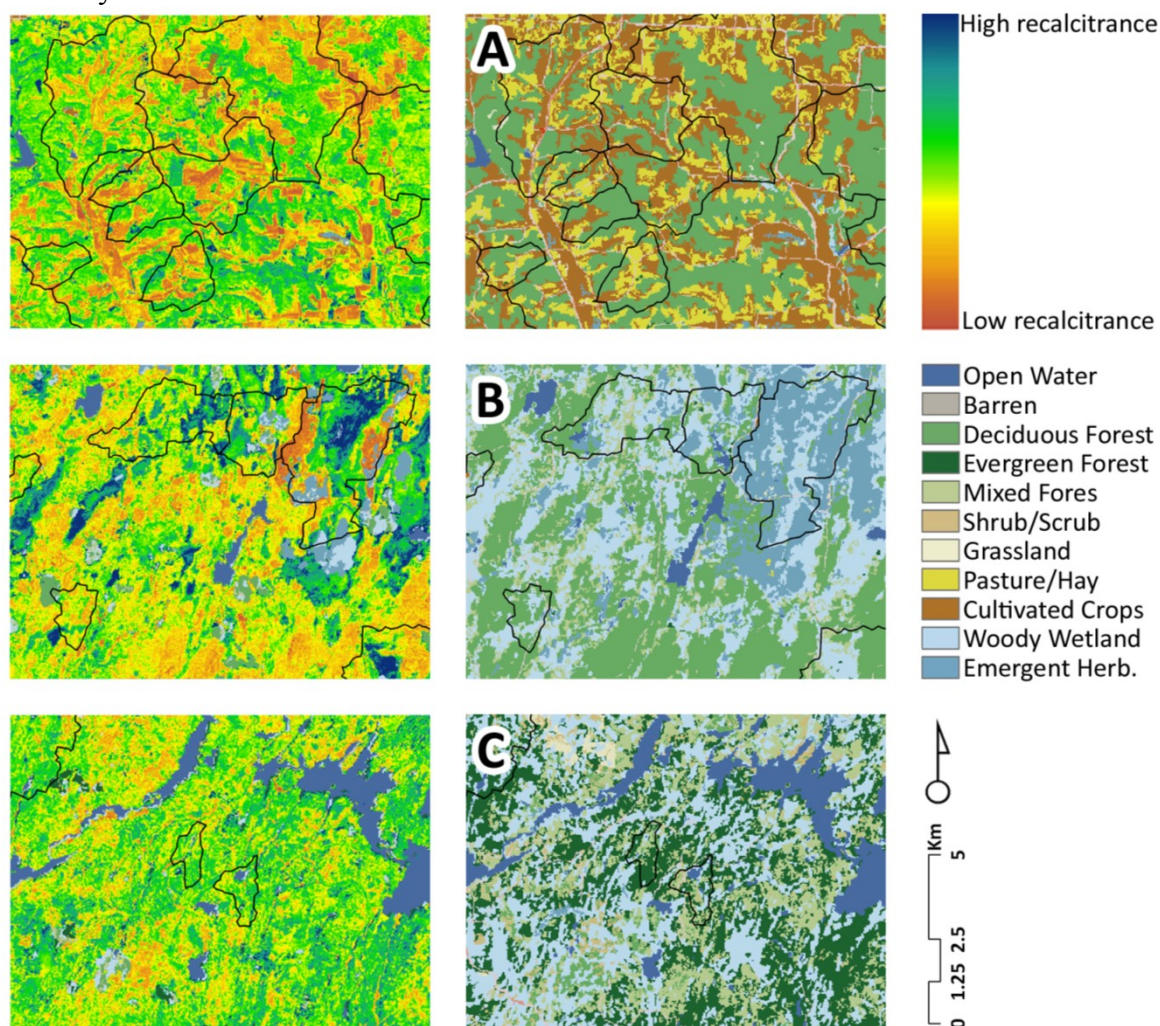 A
High recalcitrance
Low recalcitrance
B
Open Water
Barren
Deciduous Forest
Evergreen Forest
Mixed Fores
Shrub/Scrub
Grassland
Pasture/Hay
Cultivated Crops
Woody Wetland
Emergent Herb.
C
Km
5
2.5
1.25
0